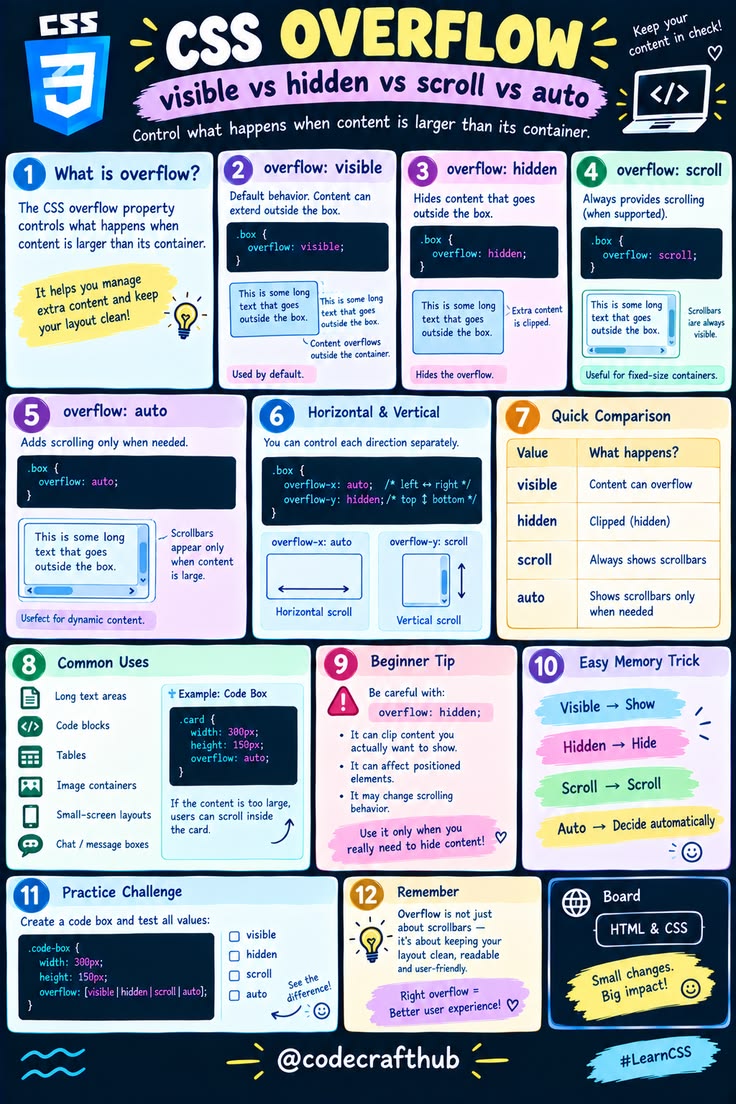 CSS
3
CSS OVERFLOW
visible vs hidden vs scroll vs auto
Control what happens when content is larger than its container.
Keep your
content in check!
</>
1 What is overflow?
The CSS overflow property
controls what happens when
content is larger than its container.
It helps you manage
extra content and keep
your layout clean!
2 overflow: visible
Default behavior. Content can
extend outside the box.
.box {
overflow: visible;
}
This is some long
text that goes
outside the box.
This is some long
text that goes
outside the box.
Content overflows
outside the container.
Used by default.
3 overflow: hidden
Hides content that goes
outside the box.
.box {
overflow: hidden;
}
This is some long
text that goes
outside the box.
Extra content
is clipped.
Hides the overflow.
4 overflow: scroll
Always provides scrolling
(when supported).
.box {
overflow: scroll;
}
This is some long
text that goes
outside the box.
Scrollbars
are always
visible.
Useful for fixed-size containers.
5 overflow: auto
Adds scrolling only when needed.
.box {
overflow: auto;
}
This is some long
text that goes
outside the box.
Scrollbars
appear only
when content
is large.
Usefect for dynamic content.
6 Horizontal & Vertical
You can control each direction separately.
.box {
overflow-x: auto; /* left ↔ right */
overflow-y: hidden; /* top ↕ bottom */
}
overflow-x: auto
Horizontal scroll
overflow-y: scroll
Vertical scroll
7 Quick Comparison
Value What happens?
visible Content can overflow
hidden Clipped (hidden)
scroll Always shows scrollbars
auto Shows scrollbars only
when needed
8 Common Uses
Long text areas
</> Code blocks
Tables
Image containers
Small-screen layouts
Chat / message boxes
Example: Code Box
.card {
width: 300px;
height: 150px;
overflow: auto;
}
If the content is too large,
users can scroll inside
the card.
9 Beginner Tip
! Be careful with:
overflow: hidden;
• It can clip content you
actually want to show.
• It can affect positioned
elements.
• It may change scrolling
behavior.
Use it only when you
really need to hide content!
10 Easy Memory Trick
Visible → Show
Hidden → Hide
Scroll → Scroll
Auto → Decide automatically
11 Practice Challenge
Create a code box and test all values:
.code-box {
width: 300px;
height: 150px;
overflow: [visible|hidden|scroll|auto];
}
visible
hidden
scroll
auto
See the
difference!
12 Remember
Overflow is not just
about scrollbars —
it's about keeping your
layout clean, readable
and user-friendly.
Right overflow =
Better user experience!
Board
HTML & CSS
Small changes.
Big impact!
@codecrafthub
#LearnCSS